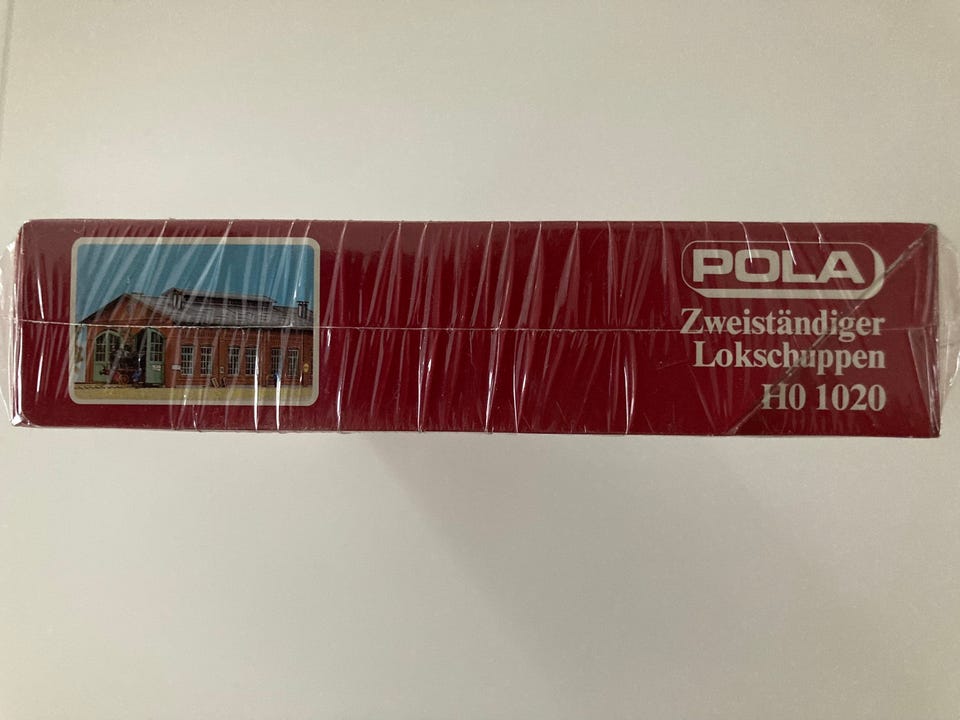 POLA
Zweiständiger
Lokschuppen
H0 1020